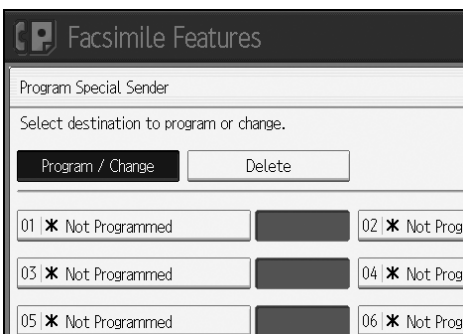 Facsimile Features
Program Special Sender
Select destination to program or change.
Program / Change Delete
01 * Not Programmed 02 * Not Prog
03 * Not Programmed 04 * Not Prog
05 * Not Programmed 06 * Not Prog